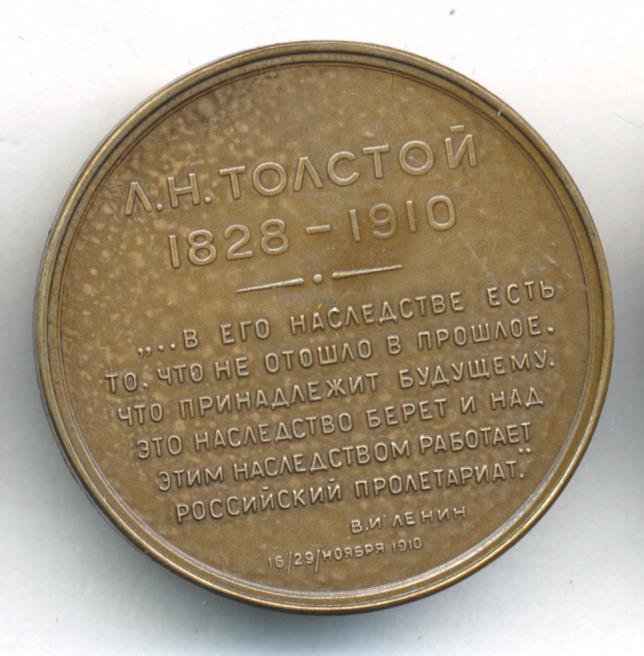 Л.Н.ТОЛСТОЙ
1828 – 1910
„..В ЕГО НАСЛЕДСТВЕ ЕСТЬ
ТО, ЧТО НЕ ОТОШЛО В ПРОШЛОЕ.
ЧТО ПРИНАДЛЕЖИТ БУДУЩЕМУ.
ЭТО НАСЛЕДСТВО БЕРЕТ И НАД
ЭТИМ НАСЛЕДСТВОМ РАБОТАЕТ
РОССИЙСКИЙ ПРОЛЕТАРИАТ."
В.И ЛЕНИН
16/29/НОЯБРЯ 1910